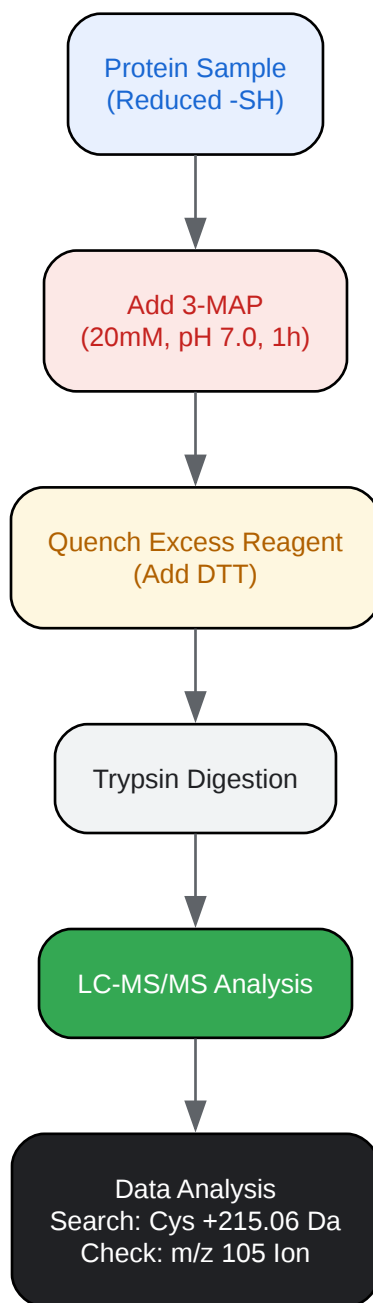 Protein Sample
(Reduced -SH)
Add 3-MAP
(20mM, pH 7.0, 1h)
Quench Excess Reagent
(Add DTT)
Trypsin Digestion
LC-MS/MS Analysis
Data Analysis
Search: Cys +215.06 Da
Check: m/z 105 Ion